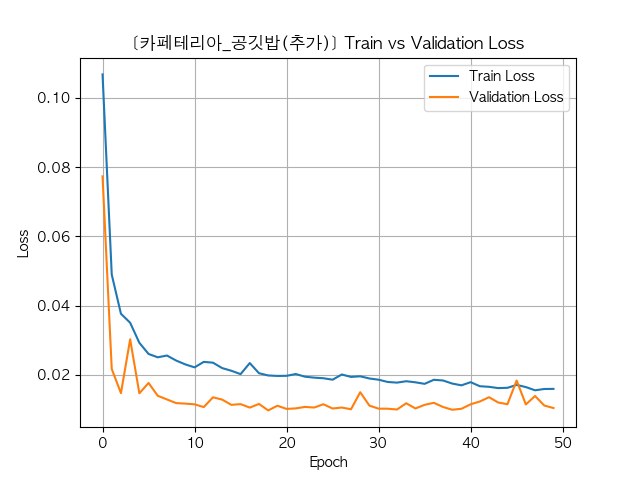 [카페테리아_공깃밥(추가)] Train vs Validation Loss
Train Loss
Validation Loss
Loss
0.10
0.08
0.06
0.04
0.02
0 10 20 30 40 50
Epoch